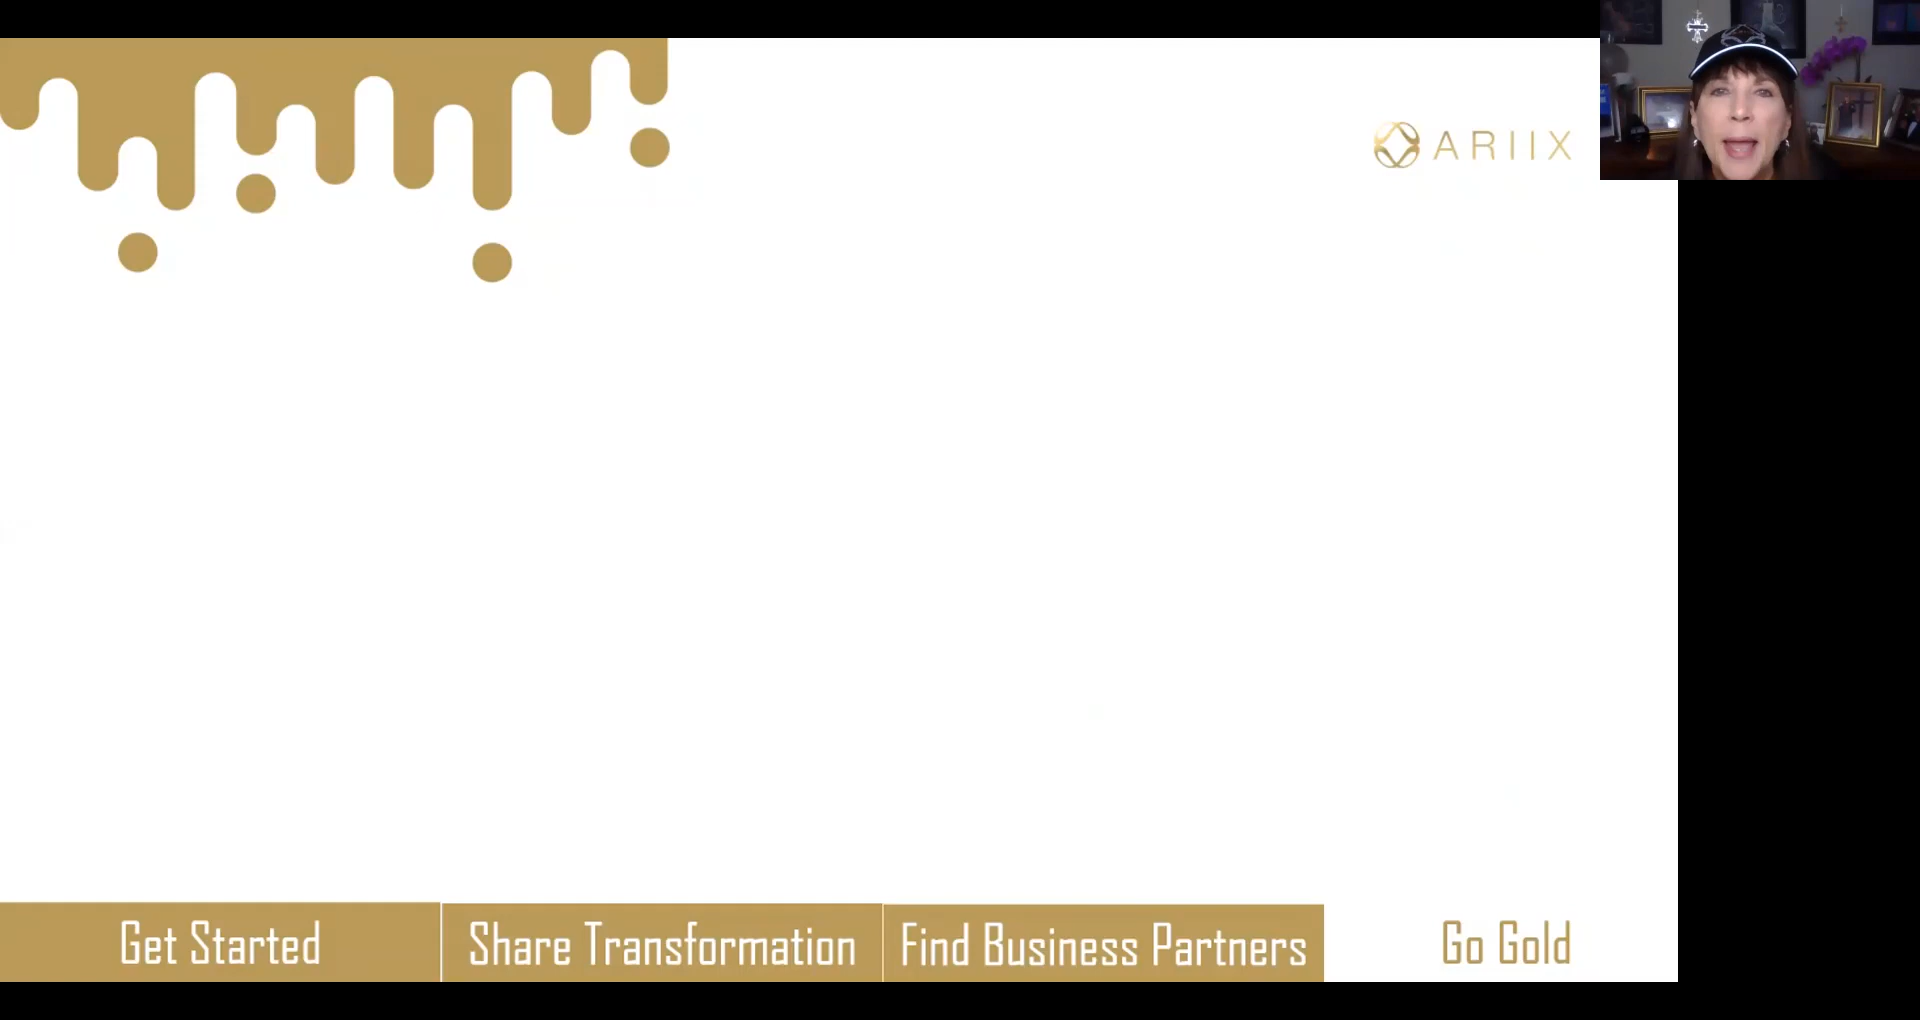 ARIIX
Get Started
Share Transformation
Find Business Partners
Go Gold